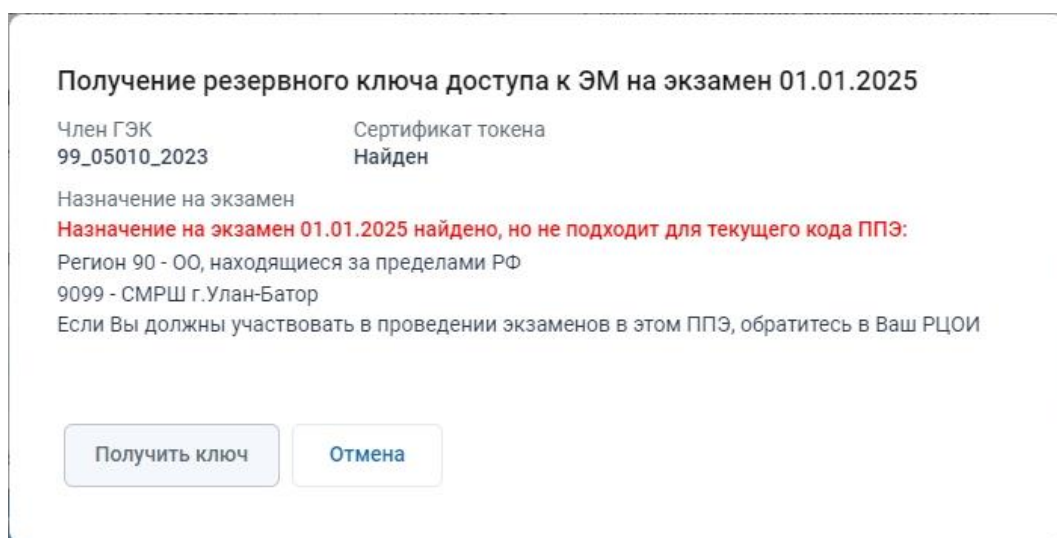 Получение резервного ключа доступа к ЭМ на экзамен 01.01.2025
Член ГЭК Сертификат токена
99_05010_2023 Найден
Назначение на экзамен
Назначение на экзамен 01.01.2025 найдено, но не подходит для текущего кода ППЭ:
Регион 90 - ОО, находящиеся за пределами РФ
9099 - СМРШ г.Улан-Батор
Если Вы должны участвовать в проведении экзаменов в этом ППЭ, обратитесь в Ваш РЦОИ
Получить ключ Отмена